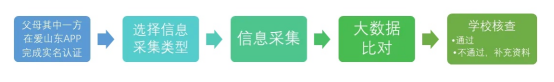 父母其中一方
在爱山东APP
完成实名认证
选择信息
采集类型
信息采集
大数据
比对
学校核查
•通过
•不通过、补充资料